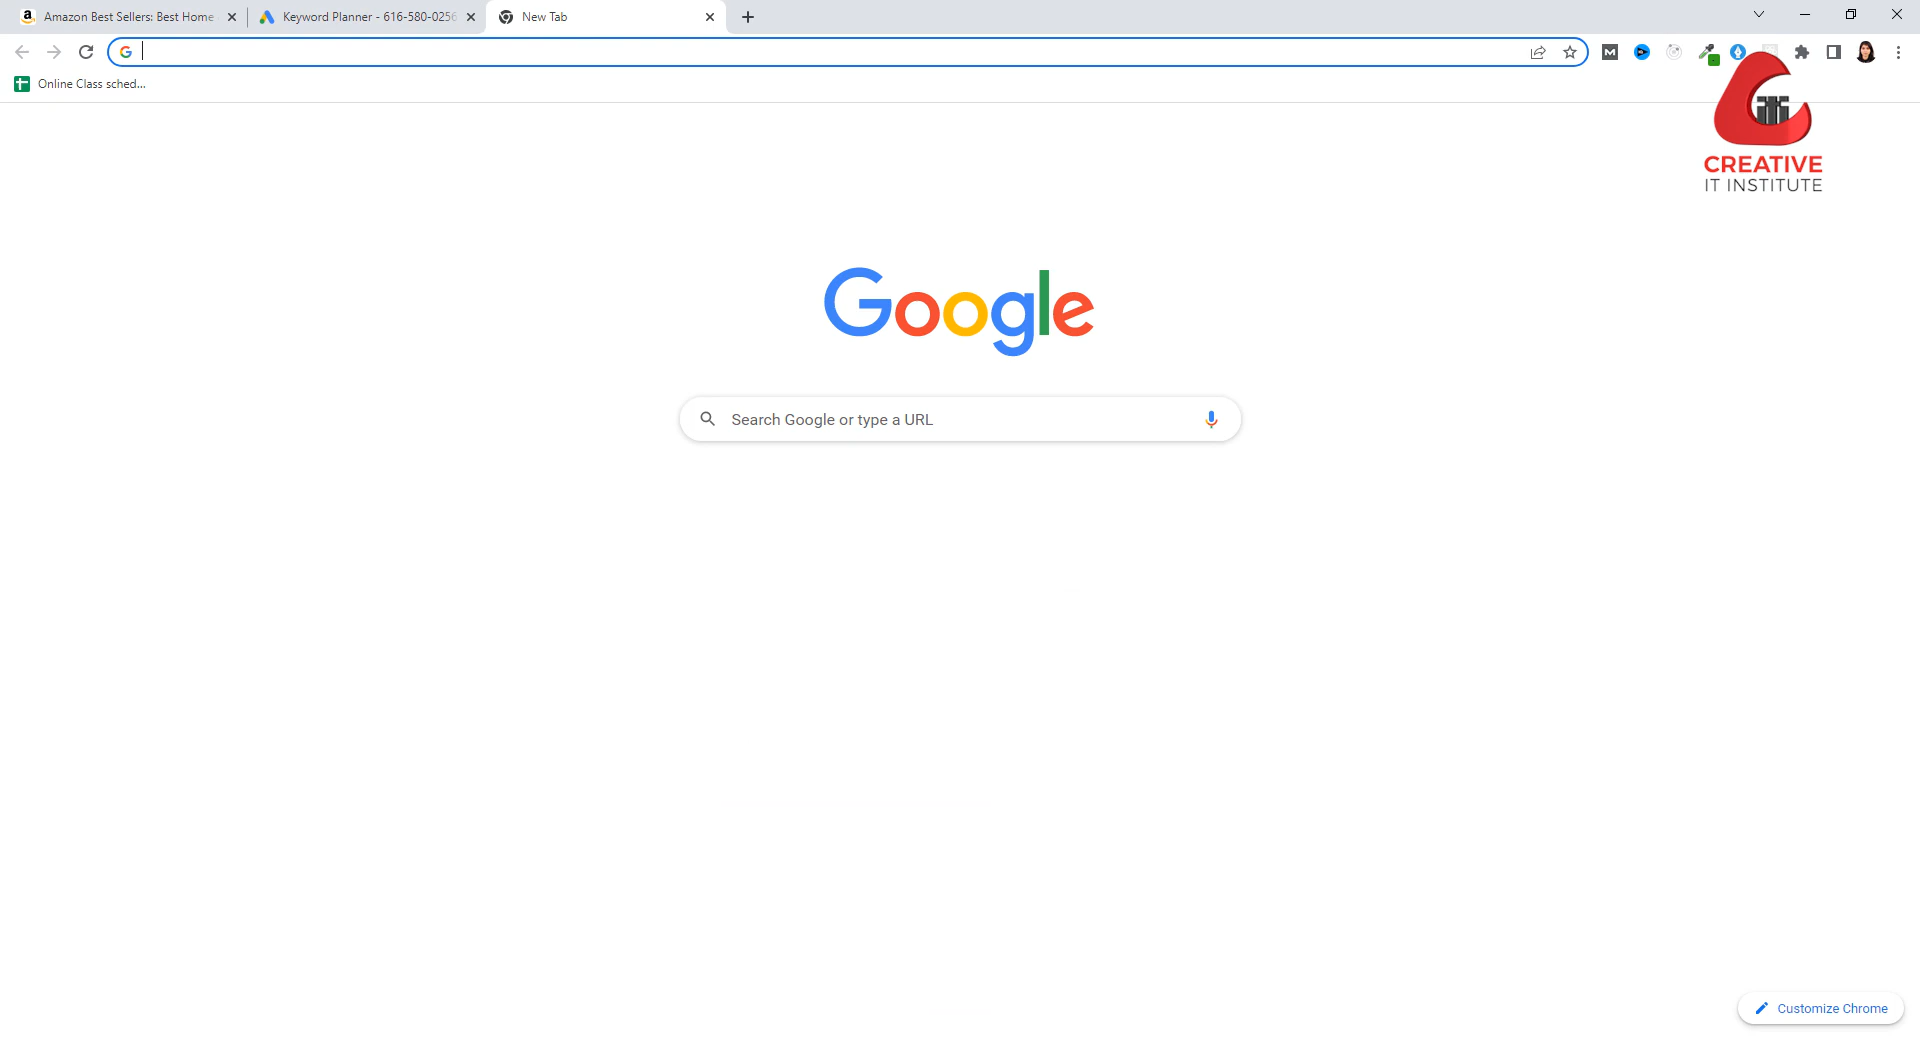 Amazon Best Sellers: Best Home
Keyword Planner - 616-580-0256
New Tab
Online Class sched...
CREATIVE
IT INSTITUTE
Google
Search Google or type a URL
Customize Chrome